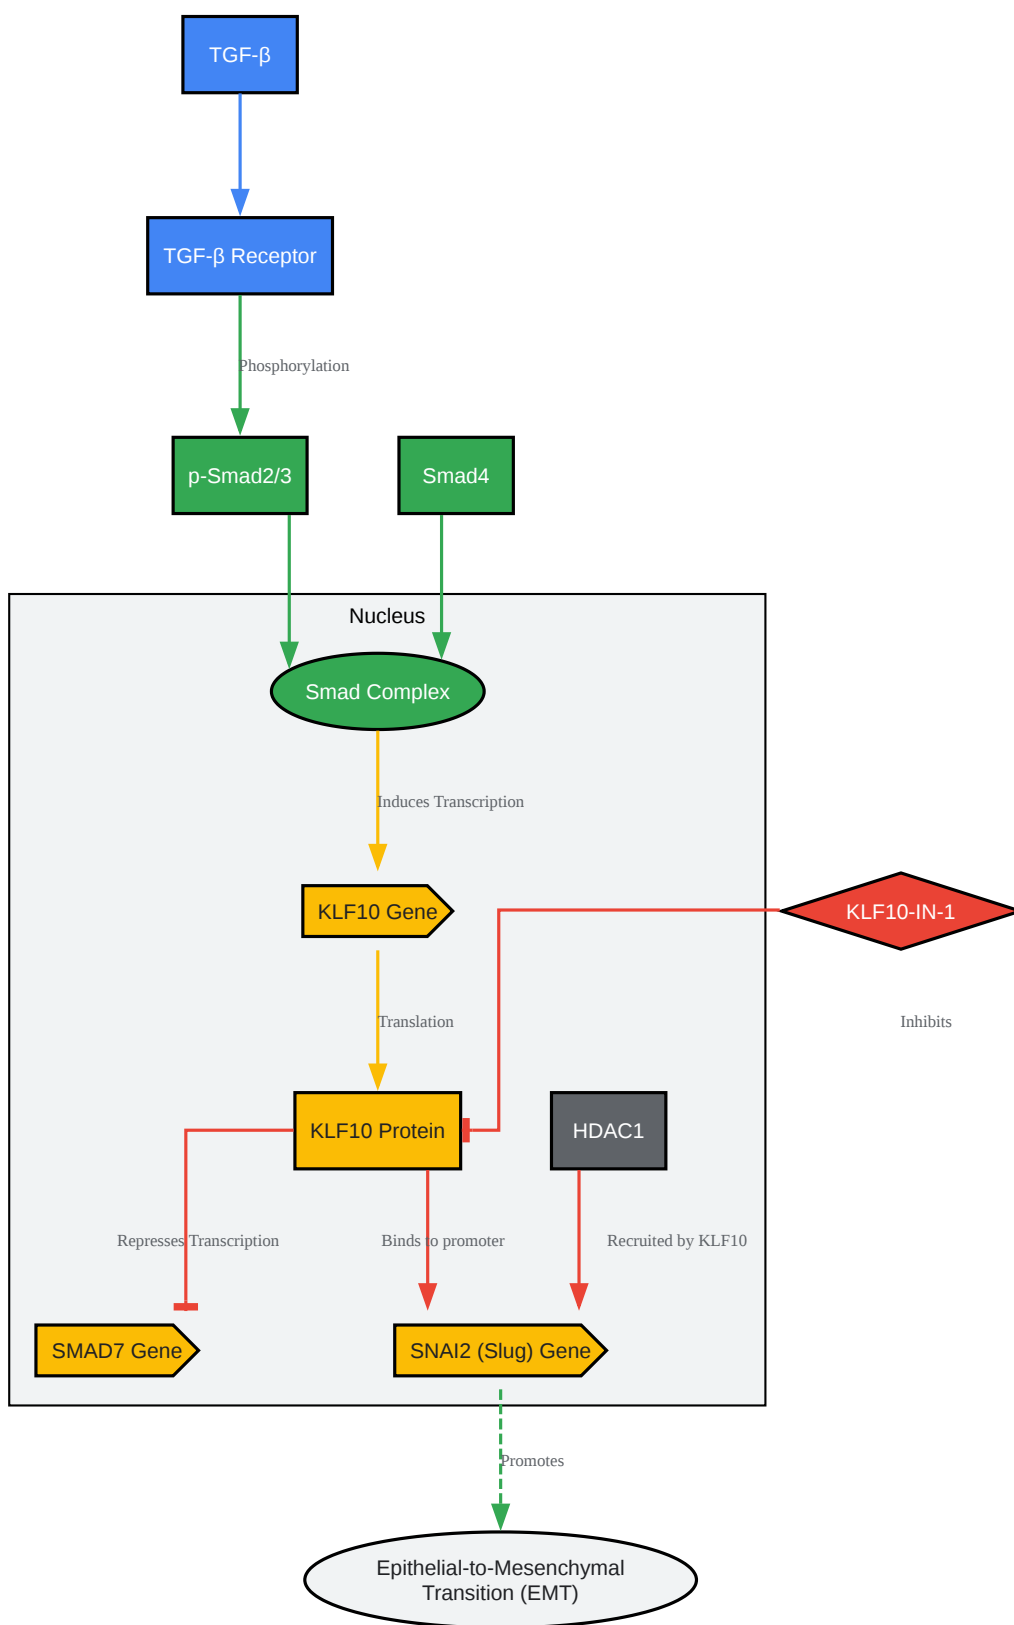 TGF-β
TGF-β Receptor
Phosphorylation
p-Smad2/3
Smad4
Nucleus
Smad Complex
Induces Transcription
KLF10 Gene
KLF10-IN-1
Translation
Inhibits
KLF10 Protein
HDAC1
Represses Transcription
Binds to promoter
Recruited by KLF10
SMAD7 Gene
SNAI2 (Slug) Gene
Promotes
Epithelial-to-Mesenchymal
Transition (EMT)